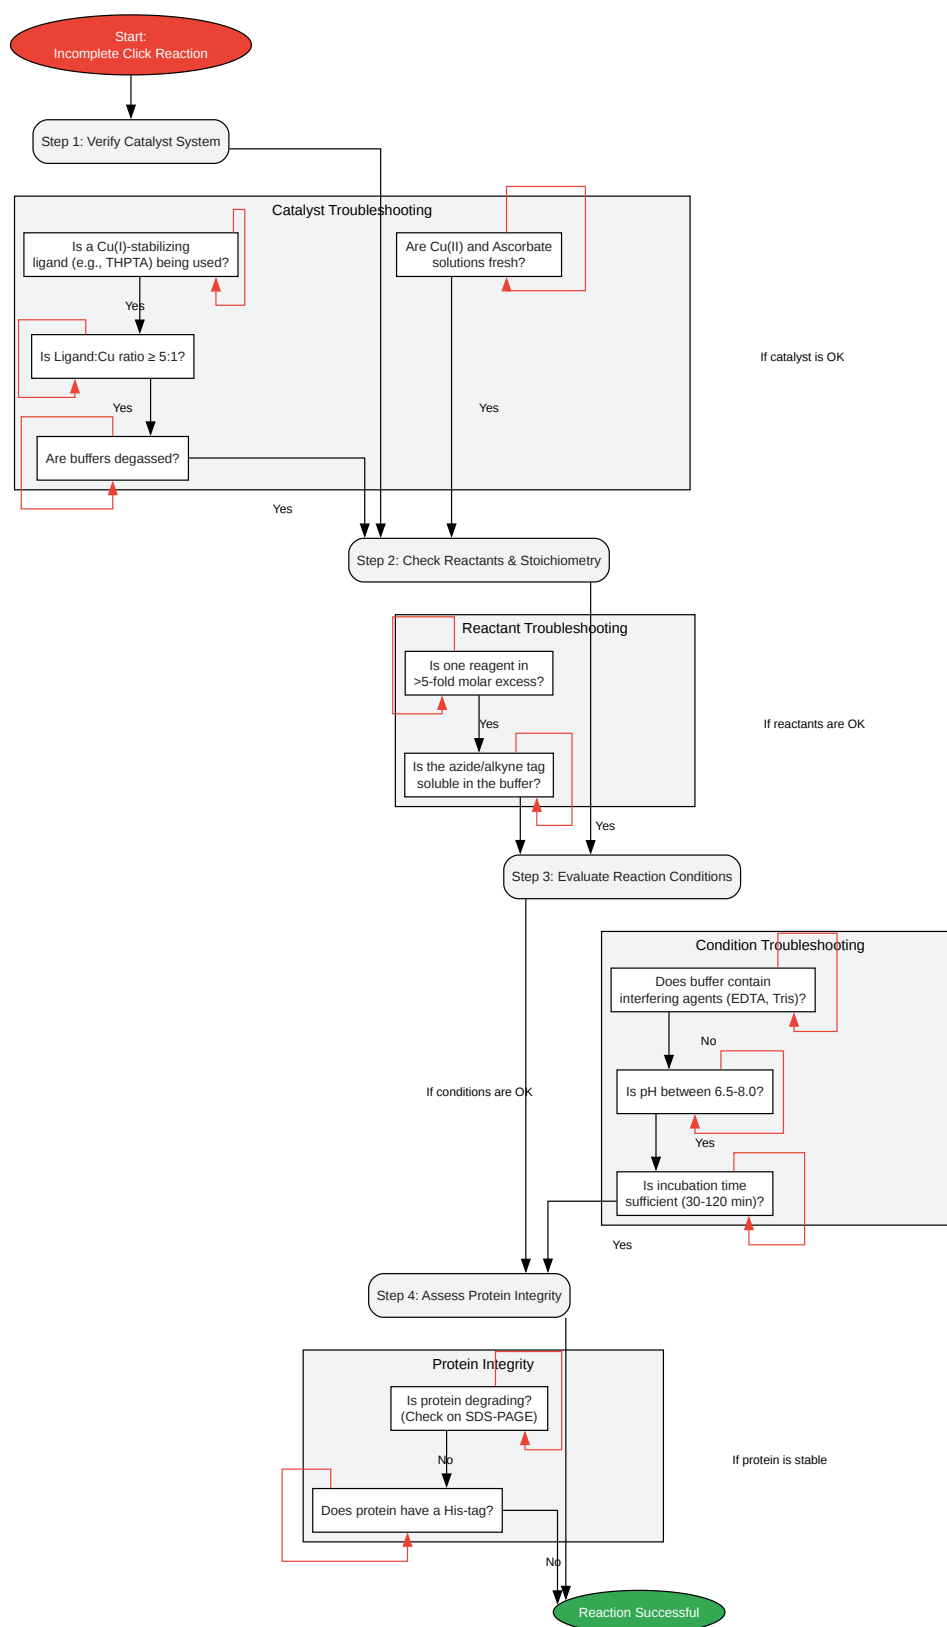 Start:
Incomplete Click Reaction
Step 1: Verify Catalyst System
Catalyst Troubleshooting
Is a Cu(I)-stabilizing
ligand (e.g., THPTA) being used?
Are Cu(II) and Ascorbate
solutions fresh?
Yes
Is Ligand:Cu ratio ≥ 5:1?
If catalyst is OK
Yes
Yes
Are buffers degassed?
Yes
Step 2: Check Reactants & Stoichiometry
Reactant Troubleshooting
Is one reagent in
>5-fold molar excess?
Yes
If reactants are OK
Is the azide/alkyne tag
soluble in the buffer?
Yes
Step 3: Evaluate Reaction Conditions
Condition Troubleshooting
Does buffer contain
interfering agents (EDTA, Tris)?
No
If conditions are OK
Is pH between 6.5-8.0?
Yes
Is incubation time
sufficient (30-120 min)?
Yes
Step 4: Assess Protein Integrity
Protein Integrity
Is protein degrading?
(Check on SDS-PAGE)
No
If protein is stable
Does protein have a His-tag?
No
Reaction Successful